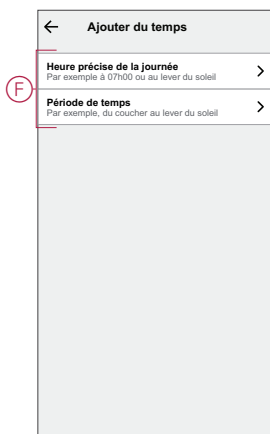 Ajouter du temps
F
Heure précise de la journée
Par exemple à 07h00 ou au lever du soleil
Période de temps
Par exemple, du coucher au lever du soleil